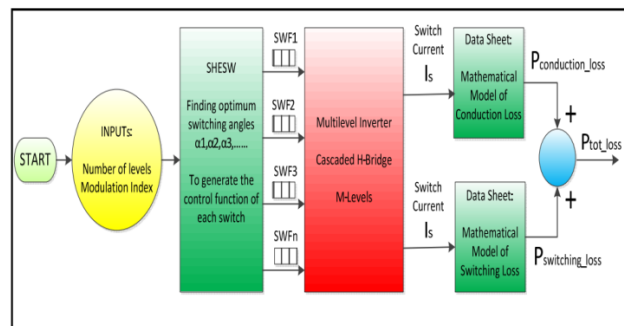 START
INPUTs:
Number of levels
Modulation Index
SHESW
Finding optimum
switching angles
α1,α2,α3,......
To generate the
control function of
each switch
SWF1
SWF2
SWF3
SWFn
Multilevel Inverter
Cascaded H-Bridge
M-Levels
Switch
Current
Is
Switch
Current
Is
Data Sheet:
Mathematical
Model of
Conduction Loss
Data Sheet:
Mathematical
Model of
Switching Loss
Pconduction_loss
+
Ptot_loss
+
Pswitching_loss